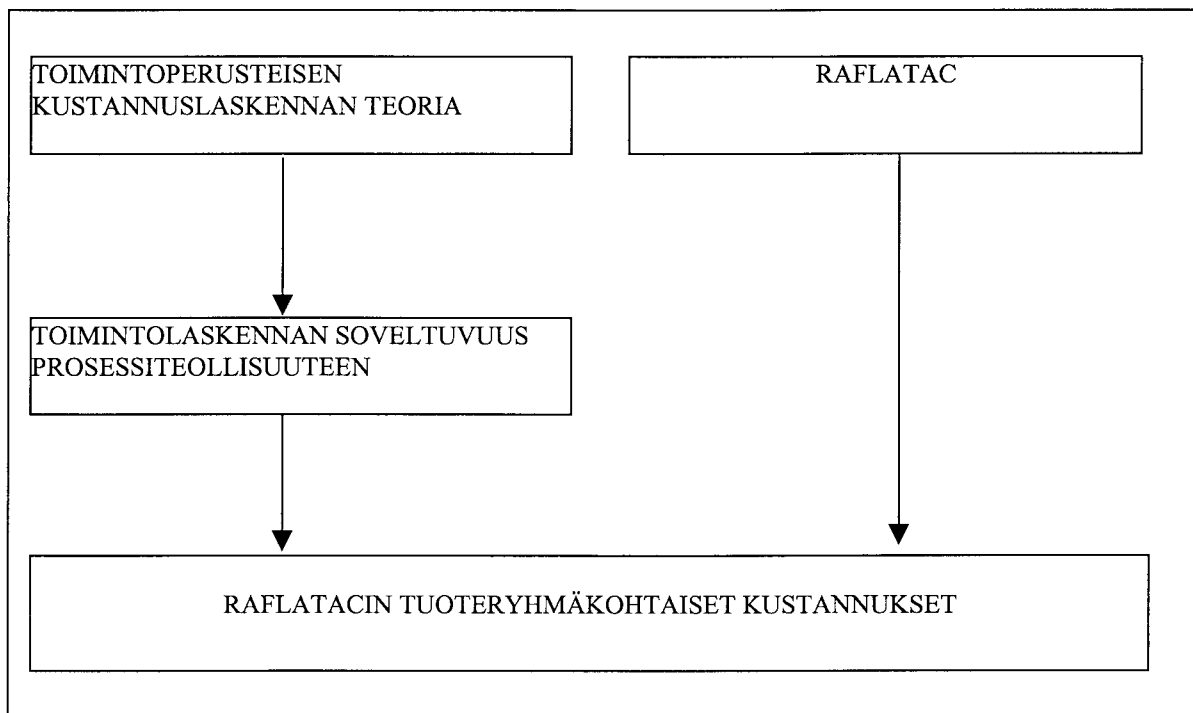 TOIMINTOPERUSTEISEN
KUSTANNUSLASKENNAN TEORIA
RAFLATAC
TOIMINTOLASKENNAN SOVELTUVUUS
PROSESSITEOLLISUUTEEN
RAFLATACIN TUOTERYHMÄKOHTAISET KUSTANNUKSET